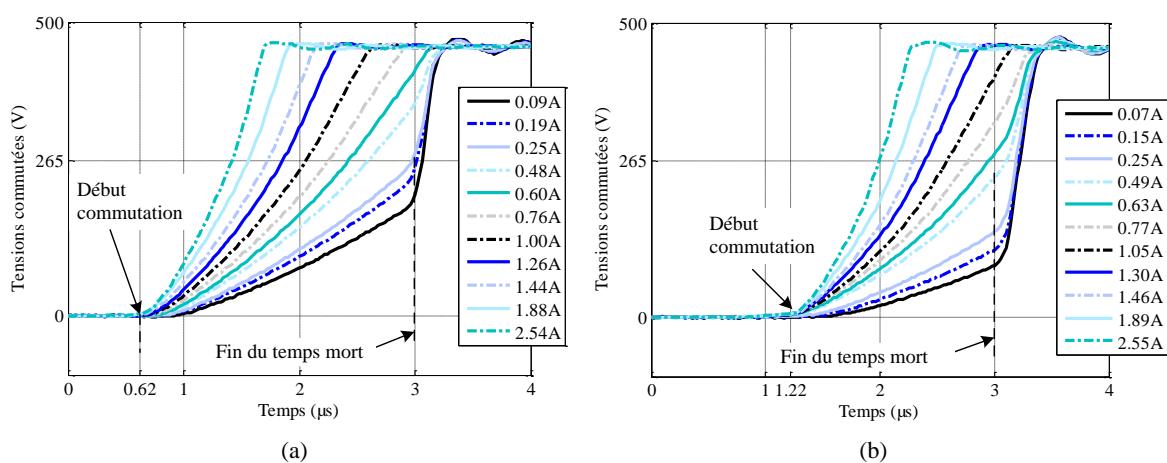 (a)
500
265
0
Tensions commutées (V)
Début
commutation
Fin du temps mort
0 0.62 1 2 3 4
Temps (µs)
0.09A
0.19A
0.25A
0.48A
0.60A
0.76A
1.00A
1.26A
1.44A
1.88A
2.54A
(a)
(b)
500
265
0
Tensions commutées (V)
Début
commutation
Fin du temps mort
0 1 1.22 2 3 4
Temps (µs)
0.07A
0.15A
0.25A
0.49A
0.63A
0.77A
1.05A
1.30A
1.46A
1.89A
2.55A
(b)